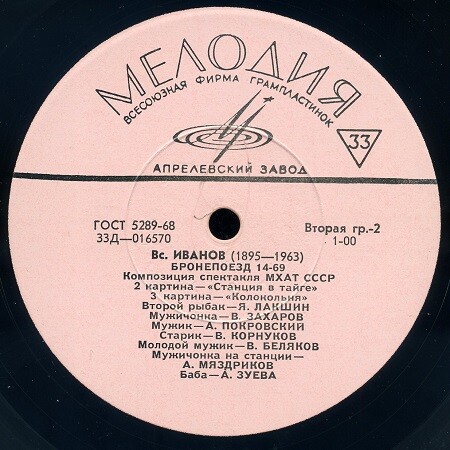 МЕЛОДИЯ
ВСЕСОЮЗНАЯ ФИРМА ГРАМПЛАСТИНОК
33
АПРЕЛЕВСКИЙ ЗАВОД
ГОСТ 5289-68 Вторая гр.-2
33Д—016570 1-00
Вс. ИВАНОВ (1895—1963)
БРОНЕПОЕЗД 14-69
Композиция спектакля МХАТ СССР
2 картина—«Станция в тайге»
3 картина—«Колокольня»
Второй рыбак—Я. ЛАКШИН
Мужичонка—В. ЗАХАРОВ
Мужик—А. ПОКРОВСКИЙ
Старик—В. КОРНУКОВ
Молодой мужик—В. БЕЛЯКОВ
Мужичонка на станции—
А. МЯЗДРИКОВ
Баба—А. ЗУЕВА